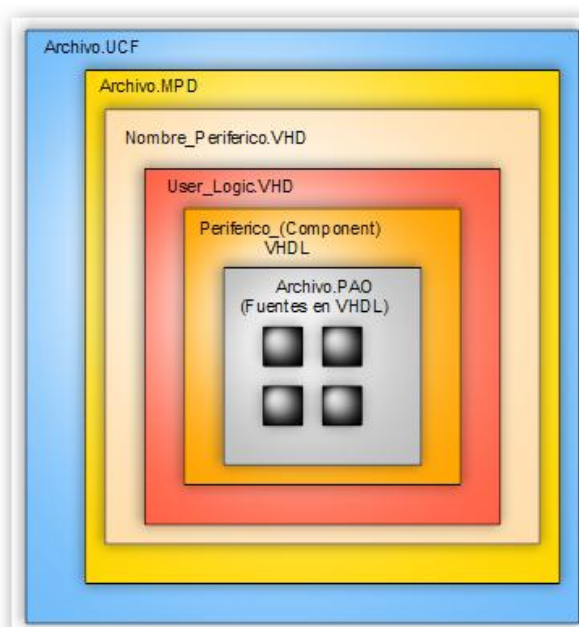 Archivo.UCF
Archivo.MPD
Nombre_Periferico.VHD
User_Logic.VHD
Periferico_(Component)
VHDL
Archivo.PAO
(Fuentes en VHDL)